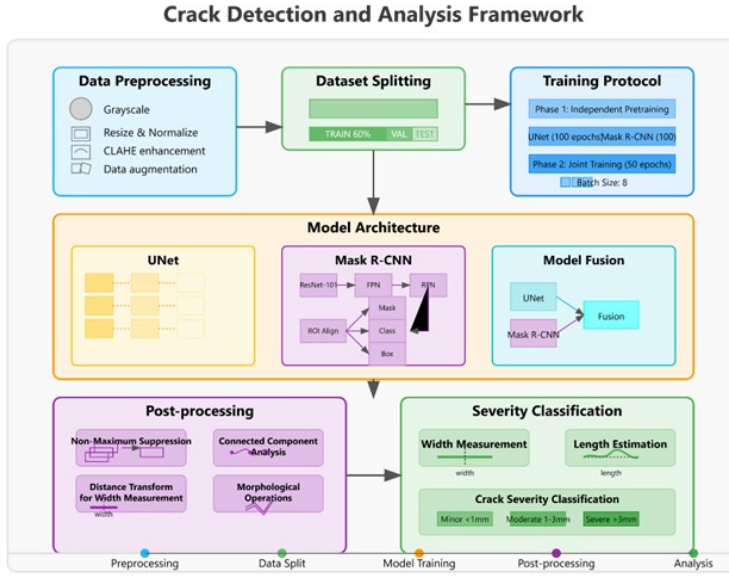 Crack Detection and Analysis Framework
Data Preprocessing
Grayscale
Resize & Normalize
CLAHE enhancement
Data augmentation
Dataset Splitting
TRAIN 60%
VAL
TEST
Training Protocol
Phase 1: Independent Pretraining
UNet (100 epochs)Mask R-CNN (100)
Phase 2: Joint Training (50 epochs)
Batch Size: 8
Model Architecture
UNet
Mask R-CNN
ResNet-101
FPN
RPN
Mask
ROI Align
Class
Box
Model Fusion
UNet
Fusion
Mask R-CNN
Post-processing
Non-Maximum Suppression
Connected Component
Analysis
Distance Transform
for Width Measurement
width
Morphological
Operations
Severity Classification
Width Measurement
width
Length Estimation
length
Crack Severity Classification
Minor <1mm
Moderate 1-3mm
Severe >3mm
Preprocessing
Data Split
Model Training
Post-processing
Analysis